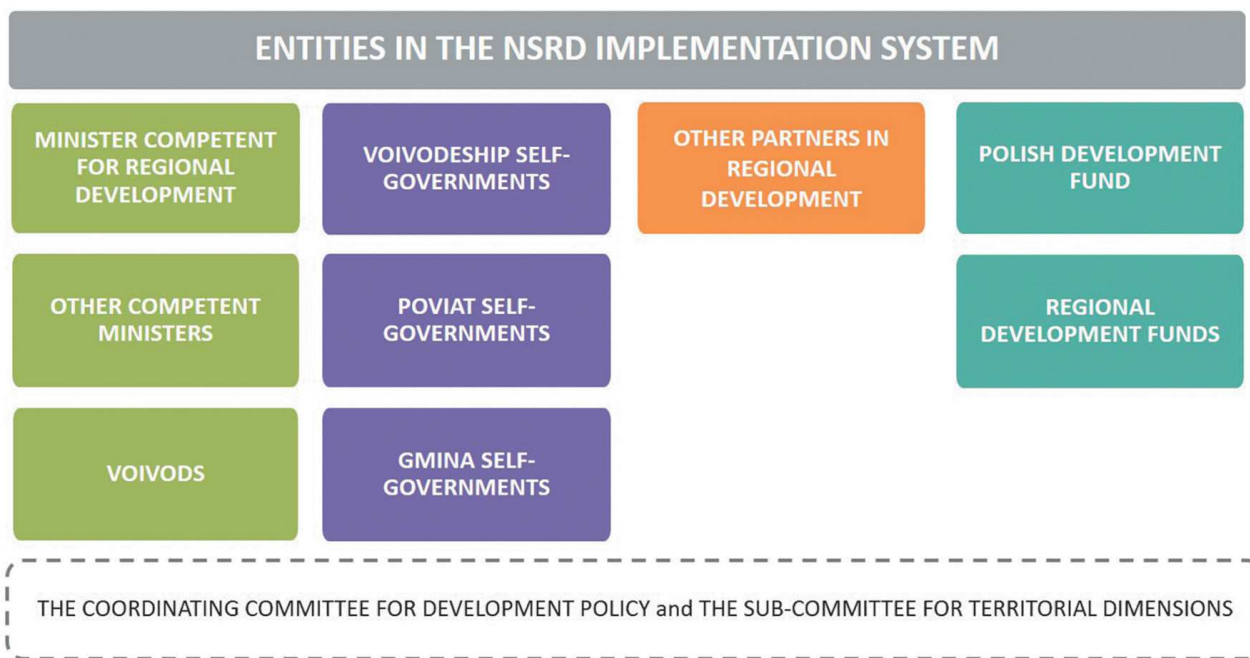 ENTITIES IN THE NSRD IMPLEMENTATION SYSTEM
MINISTER COMPETENT
FOR REGIONAL
DEVELOPMENT
VOIVODESHIP SELF-
GOVERNMENTS
OTHER PARTNERS IN
REGIONAL
DEVELOPMENT
POLISH DEVELOPMENT
FUND
OTHER COMPETENT
MINISTERS
POVIAT SELF-
GOVERNMENTS
REGIONAL
DEVELOPMENT FUNDS
VOIVODS
GMINA SELF-
GOVERNMENTS
THE COORDINATING COMMITTEE FOR DEVELOPMENT POLICY and THE SUB-COMMITTEE FOR TERRITORIAL DIMENSIONS